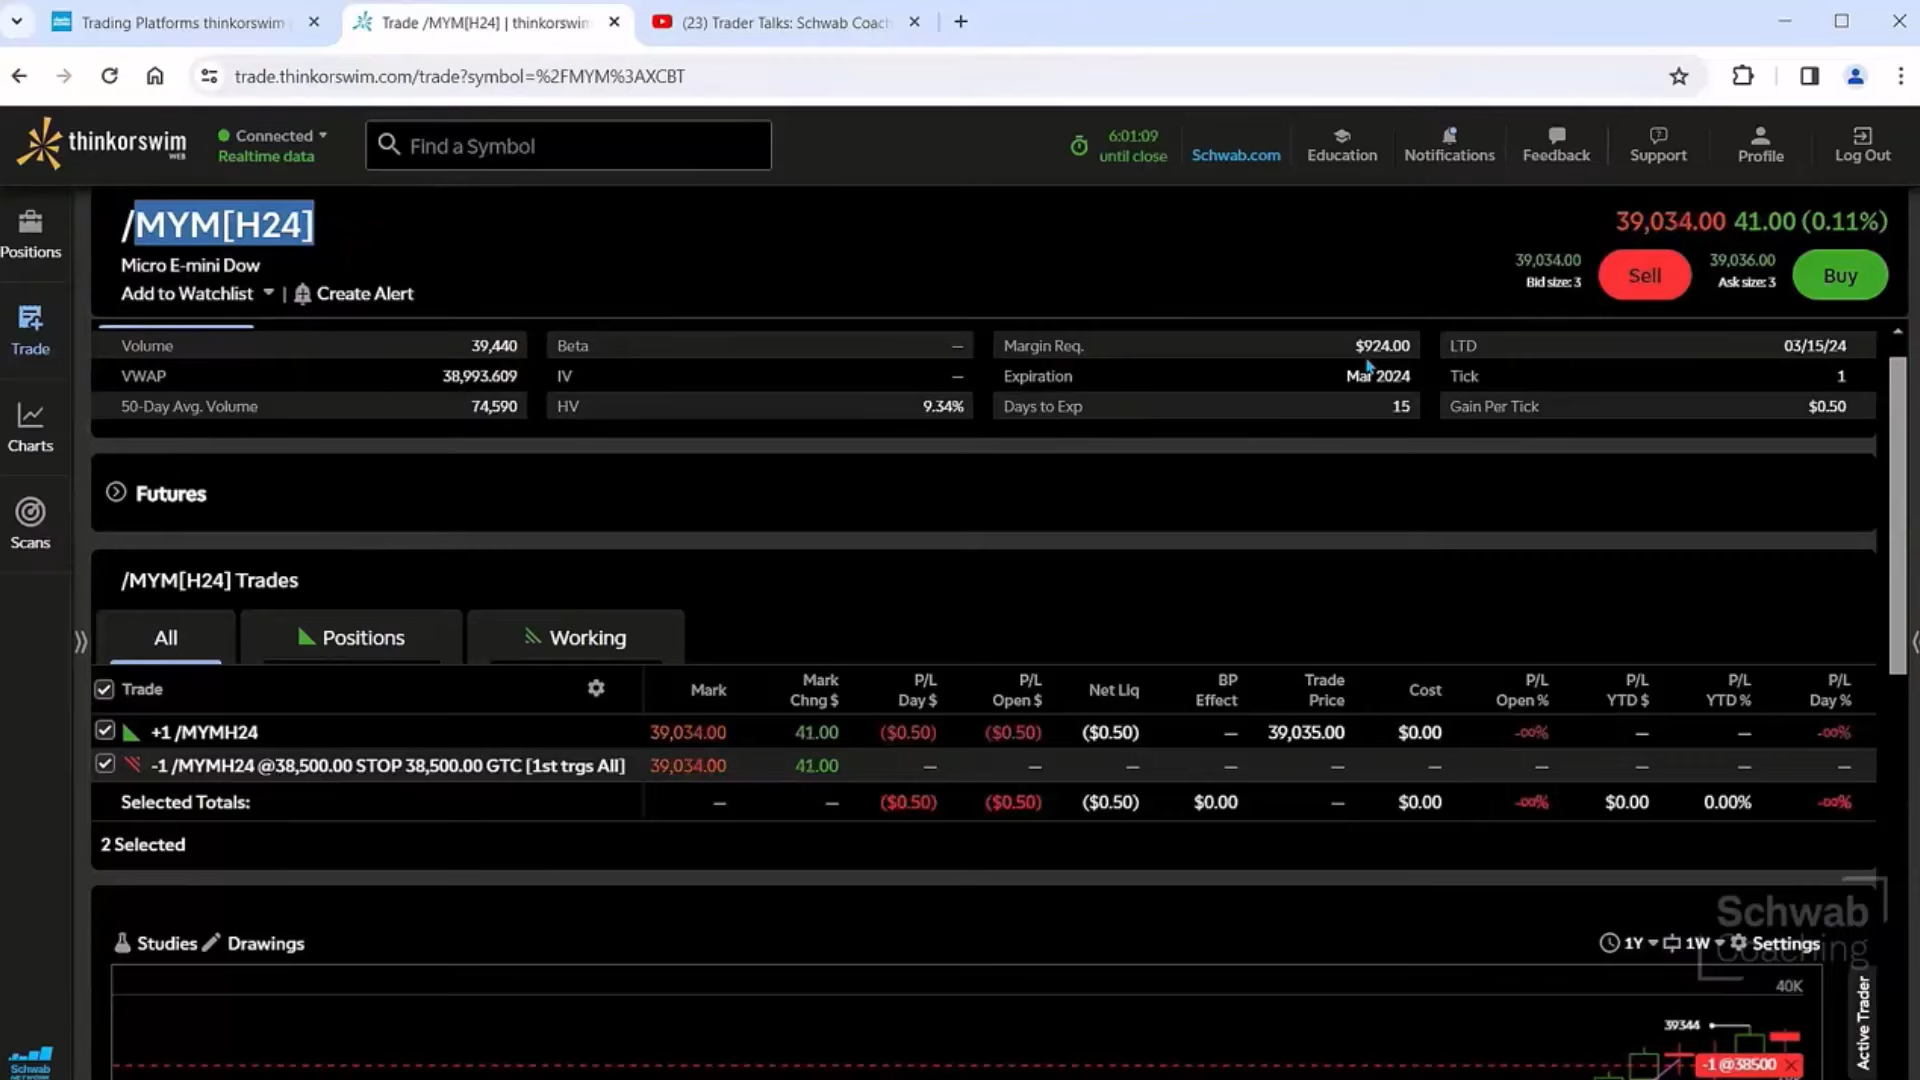 Trading Platforms thinkorswim
Trade /MYM[H24] | thinkorswim
(23) Trader Talks: Schwab Coach
trade.thinkorswim.com/trade?symbol=%2FMYM%3AXCBT
thinkorswim
WEB
Connected
Realtime data
Find a Symbol
6:01:09
until close
Schwab.com
Education
Notifications
Feedback
Support
Profile
Log Out
/MYM[H24]
39,034.00 41.00 (0.11%)
Positions
Micro E-mini Dow
39,034.00
Bid size: 3
Sell
39,036.00
Ask size: 3
Buy
Add to Watchlist | Create Alert
Trade
Volume 39,440 Beta — Margin Req. $924.00 LTD 03/15/24
VWAP 38,993.609 IV — Expiration Mar 2024 Tick 1
50-Day Avg. Volume 74,590 HV 9.34% Days to Exp 15 Gain Per Tick $0.50
Charts
Futures
Scans
/MYM[H24] Trades
All Positions Working
Trade Mark Mark Chng $ P/L Day $ P/L Open $ Net Liq BP Effect Trade Price Cost P/L Open % P/L YTD $ P/L YTD % P/L Day %
+1 /MYMH24 39,034.00 41.00 ($0.50) ($0.50) ($0.50) — 39,035.00 $0.00 -∞% — — -∞%
-1 /MYMH24 @38,500.00 STOP 38,500.00 GTC [1st trgs All] 39,034.00 41.00 — — — — — — — — — —
Selected Totals: — — ($0.50) ($0.50) ($0.50) $0.00 — $0.00 -∞% $0.00 0.00% -∞%
2 Selected
Schwab
Coaching
Studies Drawings
1Y 1W Settings
40K
39344
-1 @38500
Active Trader
Schwab
NETWORK